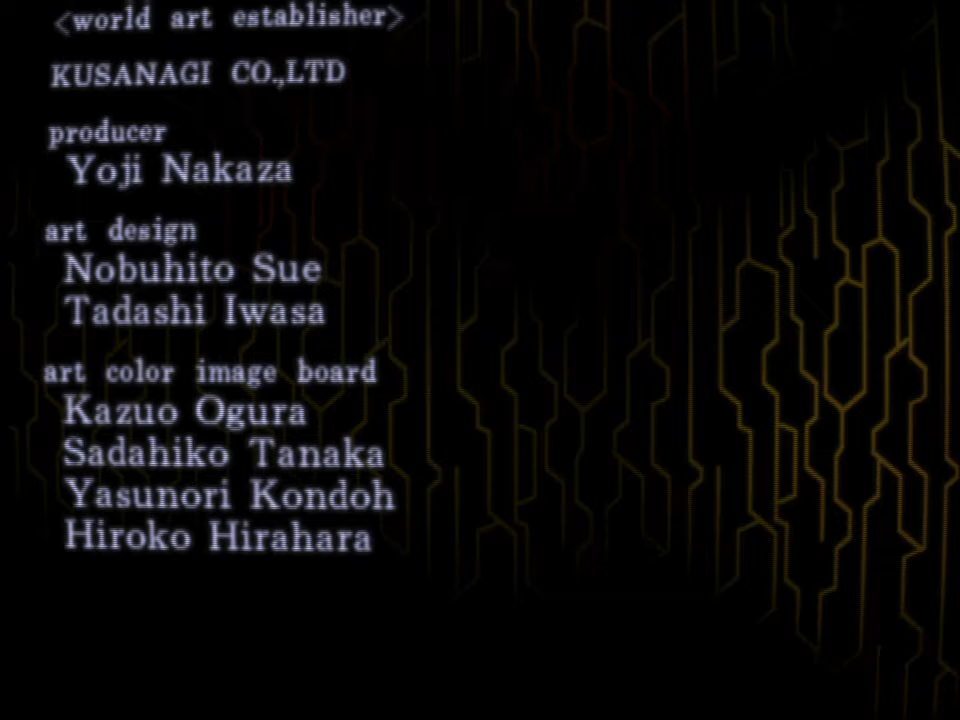 <world art establisher>
KUSANAGI CO.,LTD
producer
Yoji Nakaza
art design
Nobuhito Sue
Tadashi Iwasa
art color image board
Kazuo Ogura
Sadahiko Tanaka
Yasunori Kondoh
Hiroko Hirahara